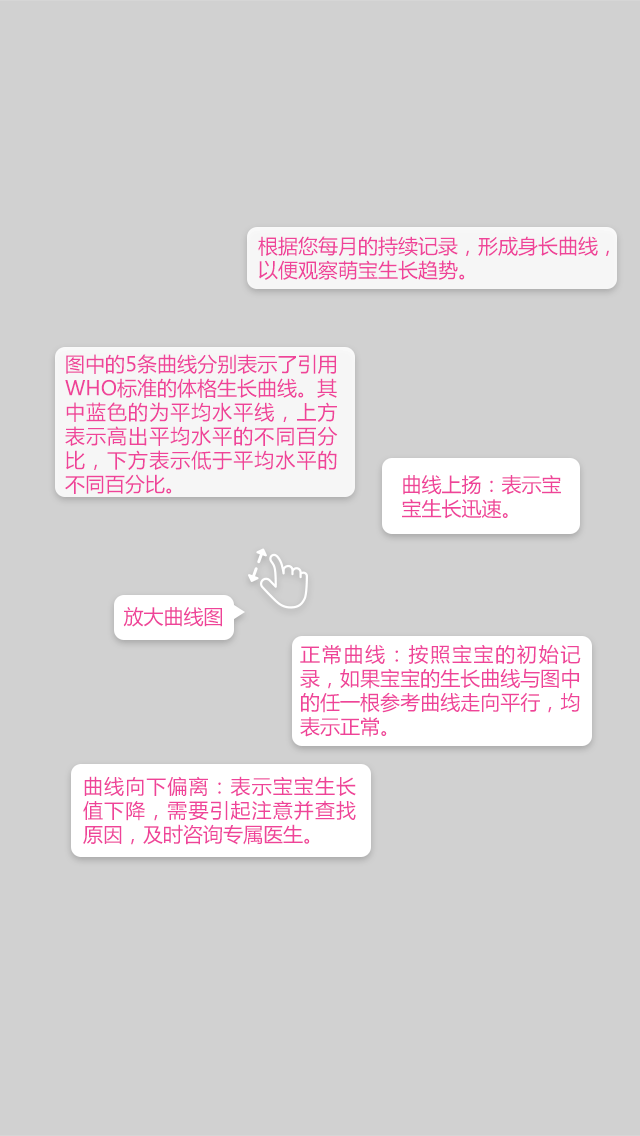 根据您每月的持续记录，形成身长曲线，
以便观察萌宝生长趋势。
图中的5条曲线分别表示了引用
WHO标准的体格生长曲线。其
中蓝色的为平均水平线，上方
表示高出平均水平的不同百分
比，下方表示低于平均水平的
不同百分比。
曲线上扬：表示宝
宝生长迅速。
放大曲线图
正常曲线：按照宝宝的初始记
录，如果宝宝的生长曲线与图中
的任一根参考曲线走向平行，均
表示正常。
曲线向下偏离：表示宝宝生长
值下降，需要引起注意并查找
原因，及时咨询专属医生。